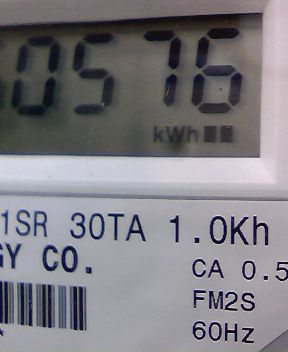 0576
kWh
1SR 30TA 1.0Kh
GY CO.
CA 0.5
FM2S
60Hz